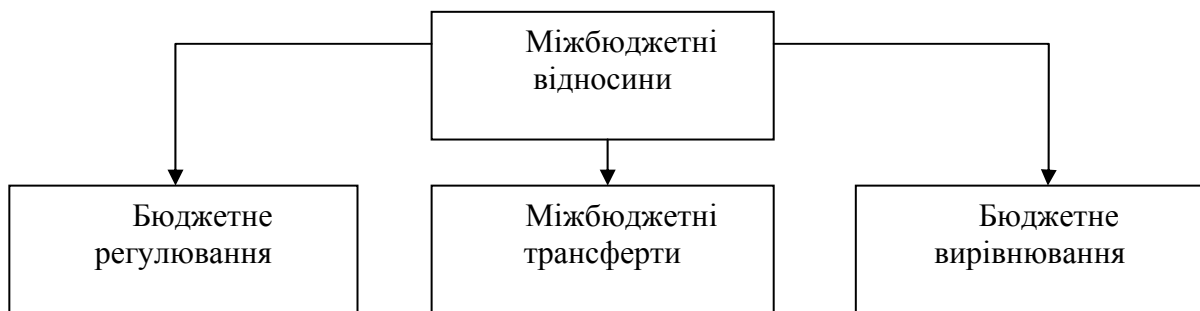 Міжбюджетні
відносини
Бюджетне
регулювання
Міжбюджетні
трансферти
Бюджетне
вирівнювання